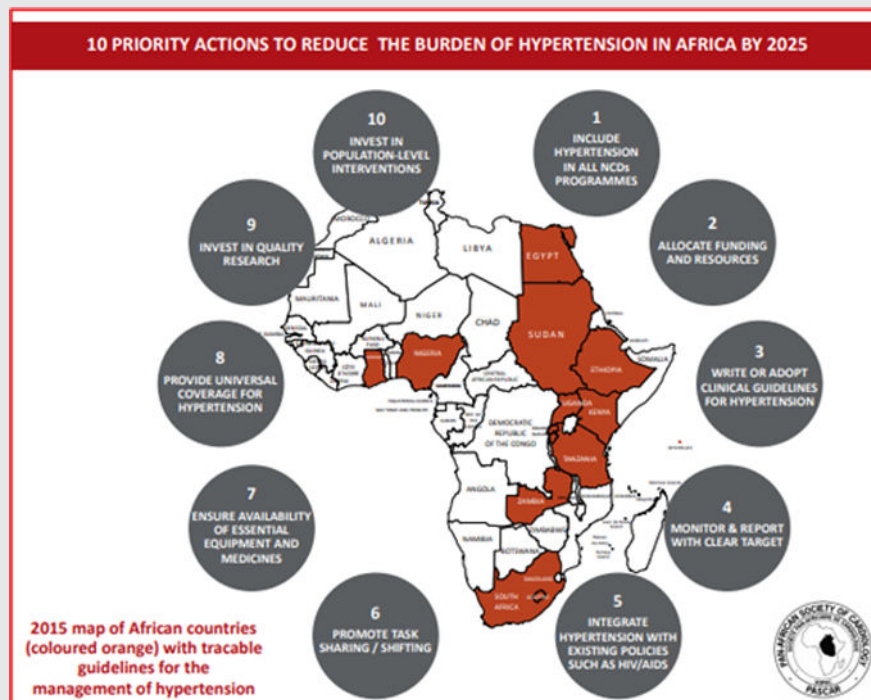 10 PRIORITY ACTIONS TO REDUCE THE BURDEN OF HYPERTENSION IN AFRICA BY 2025
10
INVEST IN
POPULATION-LEVEL
INTERVENTIONS
1
INCLUDE
HYPERTENSION
IN ALL NCDs
PROGRAMMES
9
INVEST IN QUALITY
RESEARCH
2
ALLOCATE FUNDING
AND RESOURCES
8
PROVIDE UNIVERSAL
COVERAGE FOR
HYPERTENSION
3
WRITE OR ADOPT
CLINICAL GUIDELINES
FOR HYPERTENSION
7
ENSURE AVAILABILITY
OF ESSENTIAL
EQUIPMENT AND
MEDICINES
4
MONITOR & REPORT
WITH CLEAR TARGET
6
PROMOTE TASK
SHARING / SHIFTING
5
INTEGRATE
HYPERTENSION WITH
EXISTING POLICIES
SUCH AS HIV/AIDS
ALGERIA
LIBYA
EGYPT
MAURITANIA
MALI
NIGER
CHAD
SUDAN
NIGERIA
ETHIOPIA
SOMALIA
CENTRAL
AFRICAN REPUBLIC
UGANDA
KENYA
DEMOCRATIC
REPUBLIC
OF THE CONGO
TANZANIA
ANGOLA
ZAMBIA
ZIMBABWE
NAMIBIA
BOTSWANA
SOUTH
AFRICA
2015 map of African countries
(coloured orange) with tracable
guidelines for the
management of hypertension
PAN-AFRICAN SOCIETY OF CARDIOLOGY
PASCAR